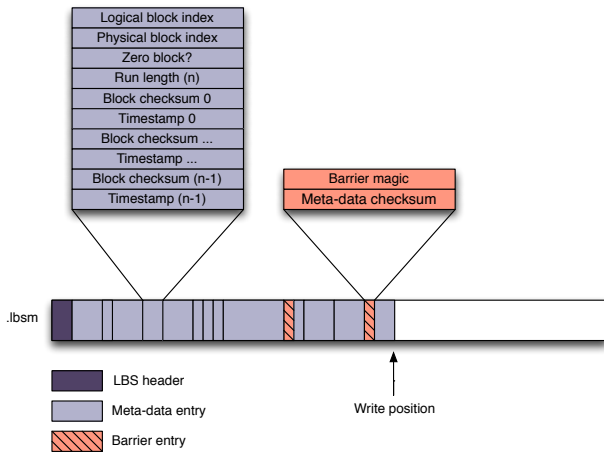 Logical block index
Physical block index
Zero block?
Run length (n)
Block checksum 0
Timestamp 0
Block checksum ...
Timestamp ...
Block checksum (n-1)
Timestamp (n-1)
Barrier magic
Meta-data checksum
.lbsm
LBS header
Meta-data entry
Write position
Barrier entry